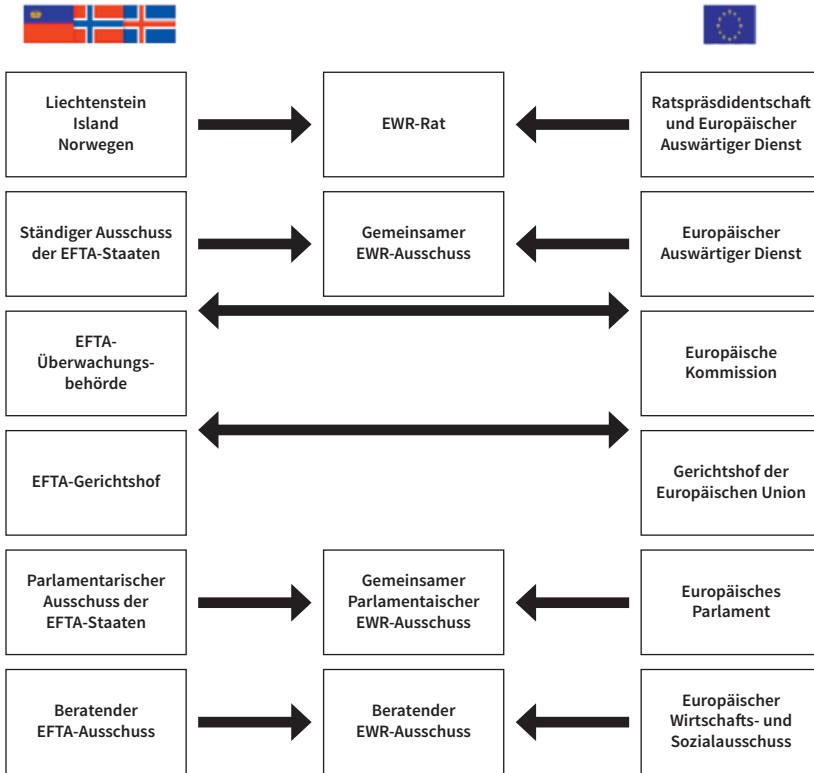 Liechtenstein
Island
Norwegen
EWR-Rat
Ratspräsdidentschaft
und Europäischer
Auswärtiger Dienst
Ständiger Ausschuss
der EFTA-Staaten
Gemeinsamer
EWR-Ausschuss
Europäischer
Auswärtiger Dienst
EFTA-
Überwachungs-
behörde
Europäische
Kommission
EFTA-Gerichtshof
Gerichtshof der
Europäischen Union
Parlamentarischer
Ausschuss der
EFTA-Staaten
Gemeinsamer
Parlamentaischer
EWR-Ausschuss
Europäisches
Parlament
Beratender
EFTA-Ausschuss
Beratender
EWR-Ausschuss
Europäischer
Wirtschafts- und
Sozialausschuss